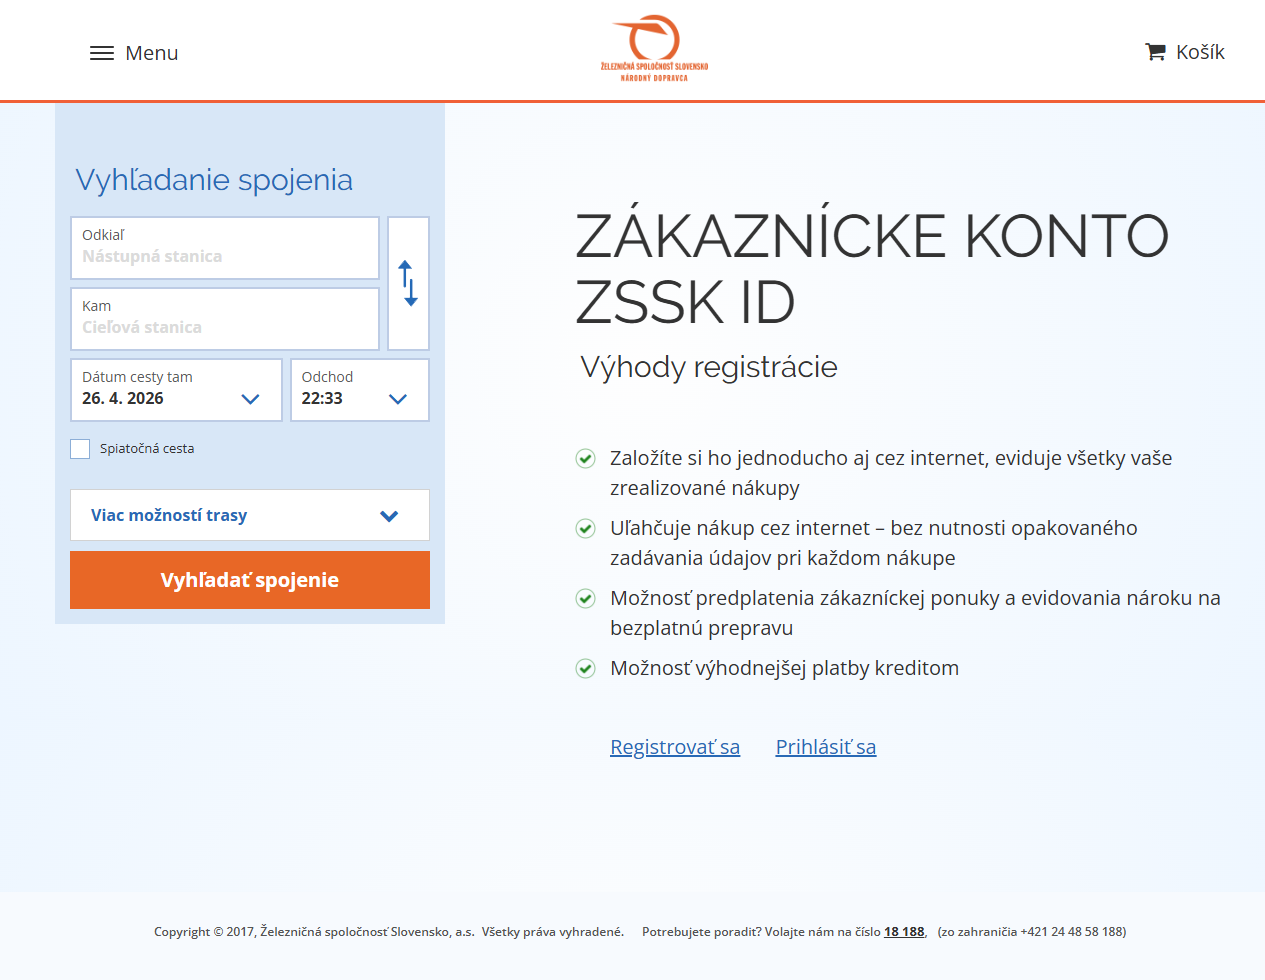 Menu
ŽELEZNIČNÁ SPOLOČNOSŤ SLOVENSKO
NÁRODNÝ DOPRAVCA
Košík
Vyhľadanie spojenia
Odkiaľ
Nástupná stanica
Kam
Cieľová stanica
Dátum cesty tam
26. 4. 2026
Odchod
22:33
Spiatočná cesta
Viac možností trasy
Vyhľadať spojenie
ZÁKAZNÍCKE KONTO
ZSSK ID
Výhody registrácie
Založíte si ho jednoducho aj cez internet, eviduje všetky vaše
zrealizované nákupy
Uľahčuje nákup cez internet – bez nutnosti opakovaného
zadávania údajov pri každom nákupe
Možnosť predplatenia zákazníckej ponuky a evidovania nároku na
bezplatnú prepravu
Možnosť výhodnejšej platby kreditom
Registrovať sa Prihlásiť sa
Copyright © 2017, Železničná spoločnosť Slovensko, a.s. Všetky práva vyhradené. Potrebujete poradiť? Volajte nám na číslo 18 188, (zo zahraničia +421 24 48 58 188)